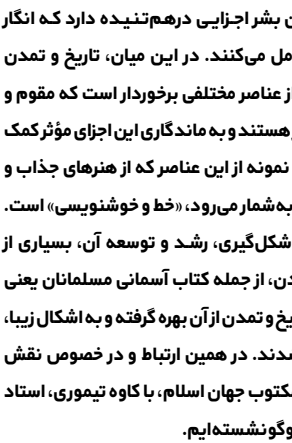 ن بشر اجزایی درهم‌تنیده دارد که انگار
مل می‌کنند. در این میان، تاریخ و تمدن
از عناصر مختلفی برخوردار است که مقوم و
هستند و به ماندگاری این اجزای مؤثر کمک
نمونه از این عناصر که از هنرهای جذاب و
به‌شمار می‌رود، «خط و خوشنویسی» است.
شکل‌گیری، رشد و توسعه آن، بسیاری از
دن، از جمله کتاب آسمانی مسلمانان یعنی
یخ و تمدن از آن بهره گرفته و به اشکال زیبا،
شدند. در همین ارتباط و در خصوص نقش
مکتوب جهان اسلام، با کاوه تیموری، استاد
وگو نشسته‌ایم.